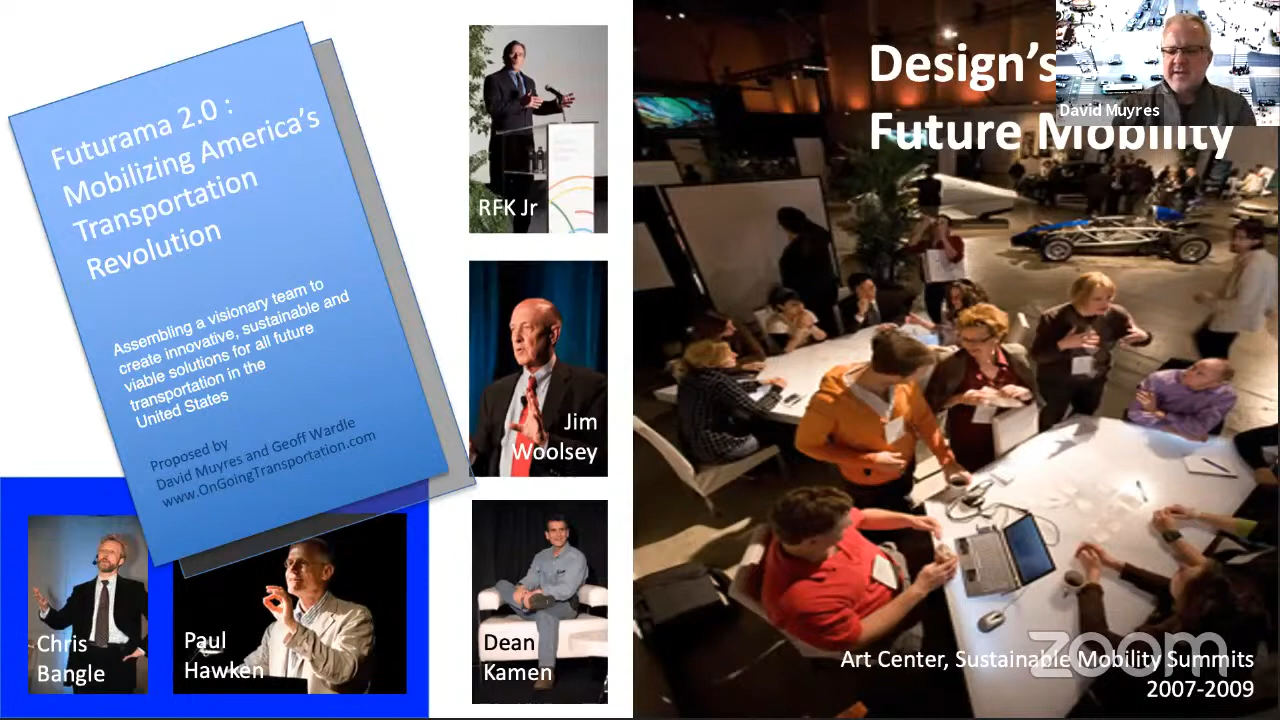 Futurama 2.0 :
Mobilizing America's
Transportation
Revolution
Assembling a visionary team to
create innovative, sustainable and
viable solutions for all future
transportation in the
United States
Proposed by
David Muyres and Geoff Wardle
www.OnGoingTransportation.com
RFK Jr
Jim
Woolsey
Chris
Bangle
Paul
Hawken
Dean
Kamen
Design's
Future Mobility
David Muyres
zoom
Art Center, Sustainable Mobility Summits
2007-2009